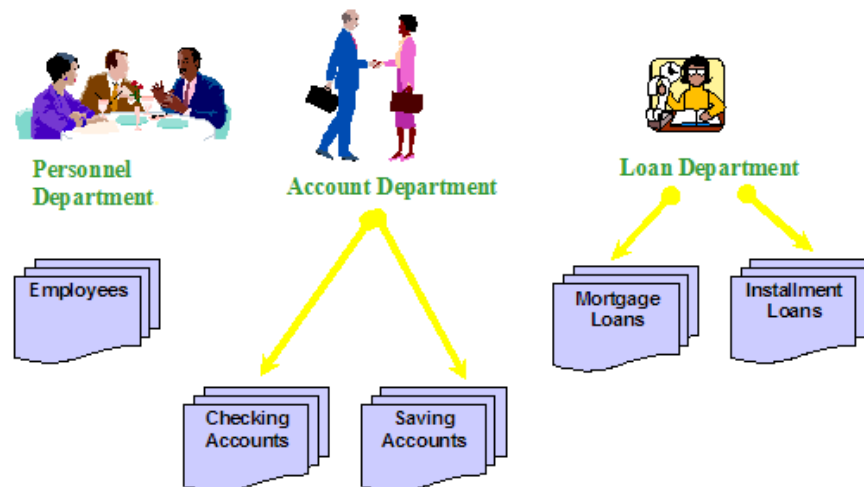 Personnel
Department
Account Department
Loan Department
Employees
Mortgage
Loans
Installment
Loans
Checking
Accounts
Saving
Accounts